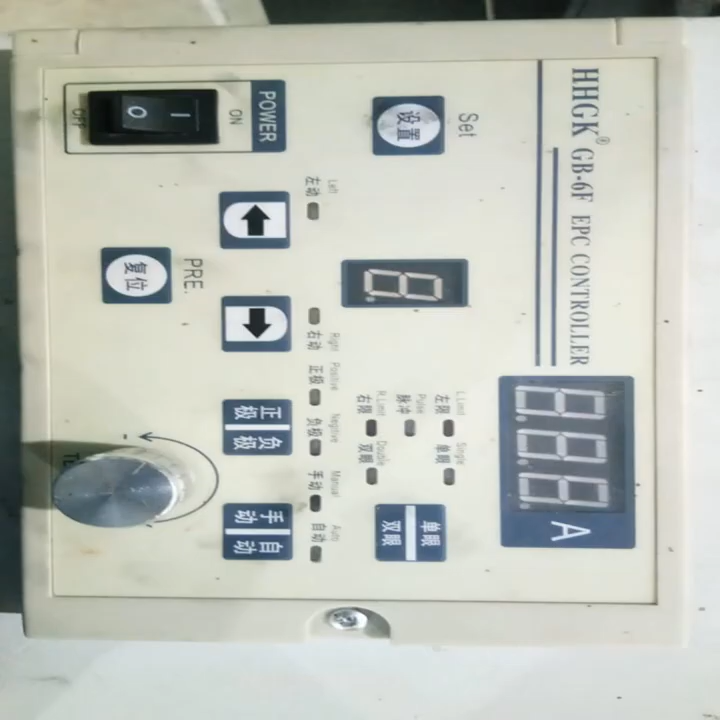 HHGK® GB-6F EPC CONTROLLER
A
Set
设置
L.Limit Single
左限 单眼
Pulse
脉冲
R.Limit Double
右限 双眼
单眼
双眼
Left Right Positive Negtive Manual Auto
左动 右动 正极 负极 手动 自动
POWER
ON
I
O
OFF
正极 负极
手动 自动
PRE.
复位